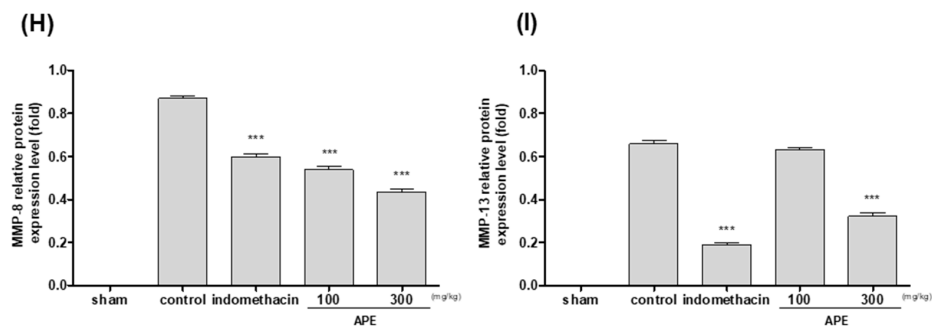 (H)
MMP-8 relative protein
expression level (fold)
1.0
0.8
0.6
0.4
0.2
0.0
***
***
***
sham
control
indomethacin
100
300
(mg/kg)
APE
(I)
MMP-13 relative protein
expression level (fold)
1.0
0.8
0.6
0.4
0.2
0.0
***
***
sham
control
indomethacin
100
300
(mg/kg)
APE